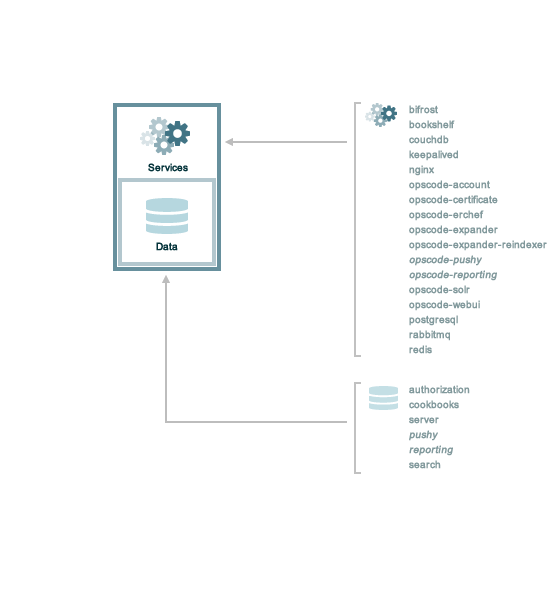 Services
Data
bifrost
bookshelf
couchdb
keepalived
nginx
opscode-account
opscode-certificate
opscode-erchef
opscode-expander
opscode-expander-reindexer
opscode-pushy
opscode-reporting
opscode-solr
opscode-webui
postgresql
rabbitmq
redis
authorization
cookbooks
server
pushy
reporting
search